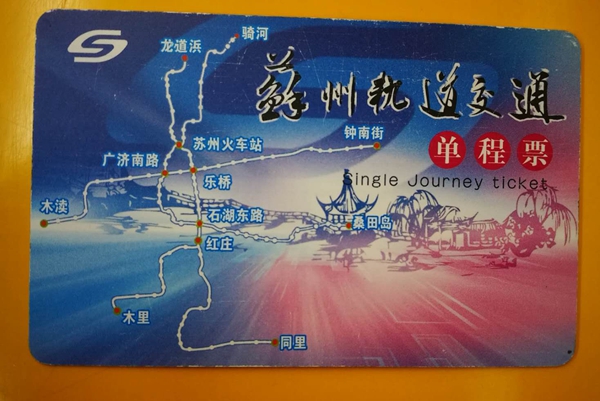 骑河
龙道浜
蘇州軌道交通
苏州火车站
钟南街
单程票
广济南路
乐桥
Single Journey ticket
木渎
石湖东路
桑田岛
红庄
木里
同里